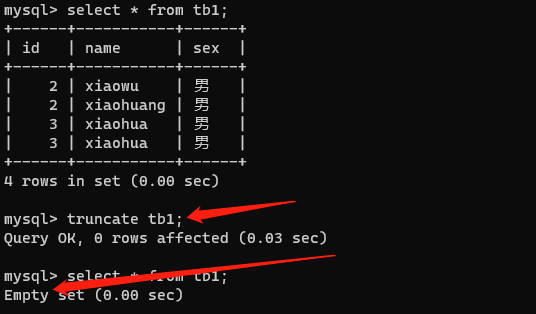 mysql> select * from tb1;
+------+-----------+------+
| id   | name      | sex  |
+------+-----------+------+
|    2 | xiaowu    | 男   |
|    2 | xiaohuang | 男   |
|    3 | xiaohua   | 男   |
|    3 | xiaohua   | 男   |
+------+-----------+------+
4 rows in set (0.00 sec)
mysql> truncate tb1;
Query OK, 0 rows affected (0.03 sec)
mysql> select * from tb1;
Empty set (0.00 sec)